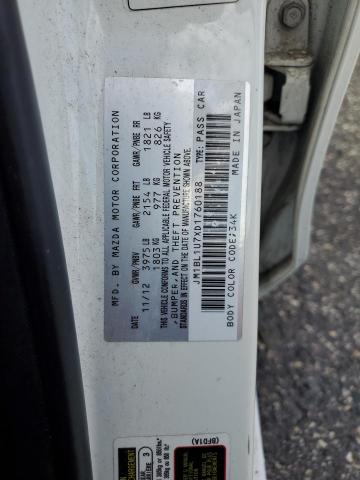 MFD. BY MAZDA MOTOR CORPORATION
DATE GVWR/PNBV GAWR/PNBE FRT GAWR/PNBE RR
11/12 3975 LB 2154 LB 1821 LB
1803 KG 977 KG 826 KG
THIS VEHICLE CONFORMS TO ALL APPLICABLE FEDERAL MOTOR VEHICLE SAFETY
,BUMPER,AND THEFT PREVENTION
STANDARDS IN EFFECT ON THE DATE OF MANUFACTURE SHOWN ABOVE.
JM1BL1U7XD1760188 TYPE: PASS CAR
BODY COLOR CODE:34K MADE IN JAPAN
(BFD1A)
3